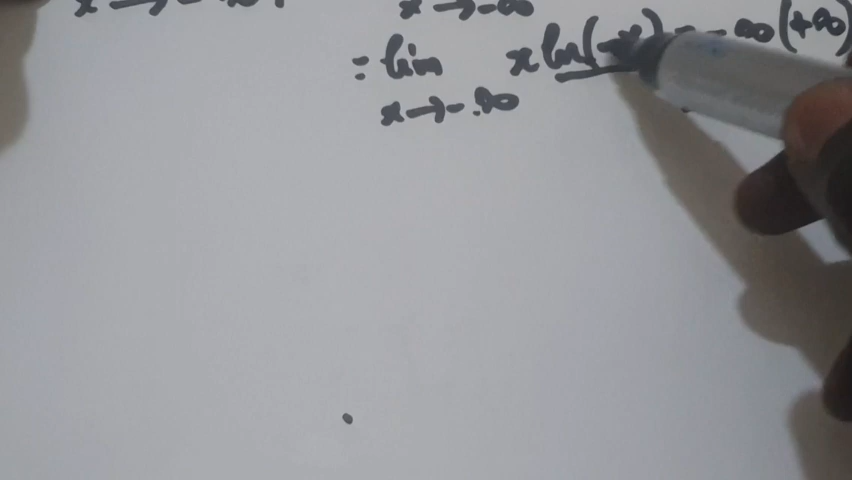 x → -∞
= lim x ln(-x) = -∞(+∞)
x → -∞